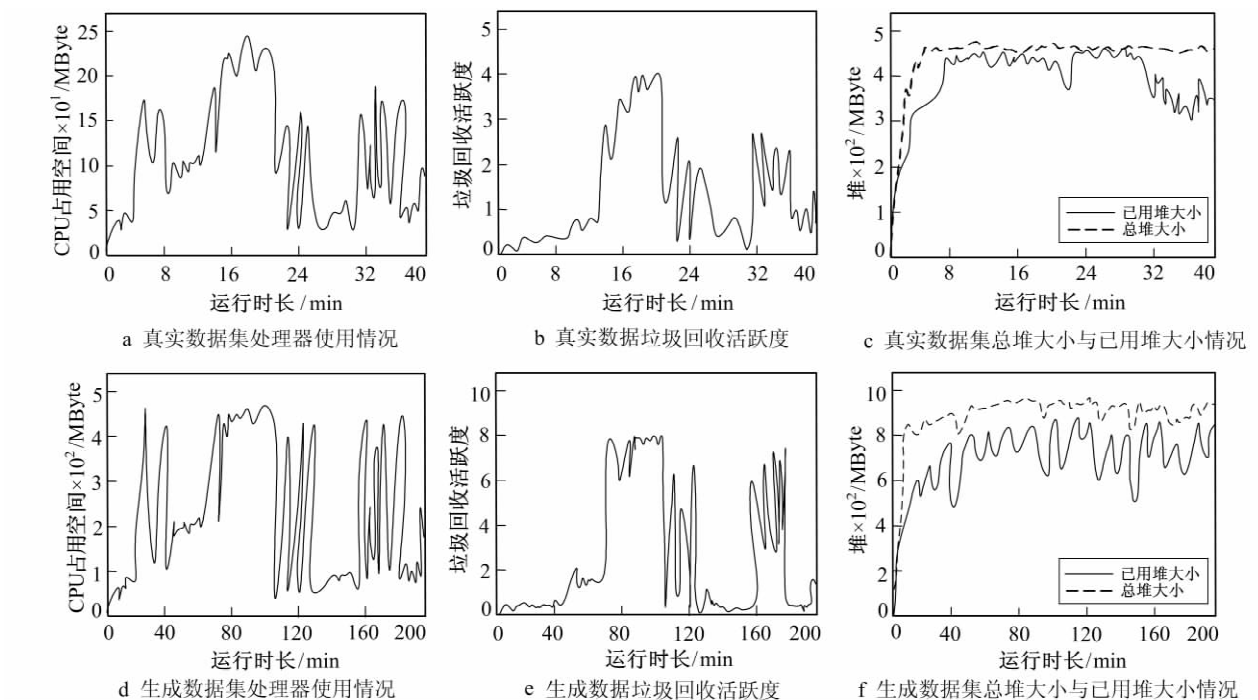 CPU占用空间×10¹/MByte
25
20
15
10
5
0
0 8 16 24 32 40
运行时长/min
a 真实数据集处理器使用情况
垃圾回收活跃度
5
4
3
2
1
0
0 8 16 24 32 40
运行时长/min
b 真实数据垃圾回收活跃度
堆×10²/MByte
5
4
3
2
1
0
已用堆大小
总堆大小
0 8 16 24 32 40
运行时长/min
c 真实数据集总堆大小与已用堆大小情况
CPU占用空间×10²/MByte
5
4
3
2
1
0
0 40 80 120 160 200
运行时长/min
d 生成数据集处理器使用情况
垃圾回收活跃度
10
8
6
4
2
0
0 40 80 120 160 200
运行时长/min
e 生成数据垃圾回收活跃度
堆×10²/MByte
10
8
6
4
2
0
已用堆大小
总堆大小
0 40 80 120 160 200
运行时长/min
f 生成数据集总堆大小与已用堆大小情况